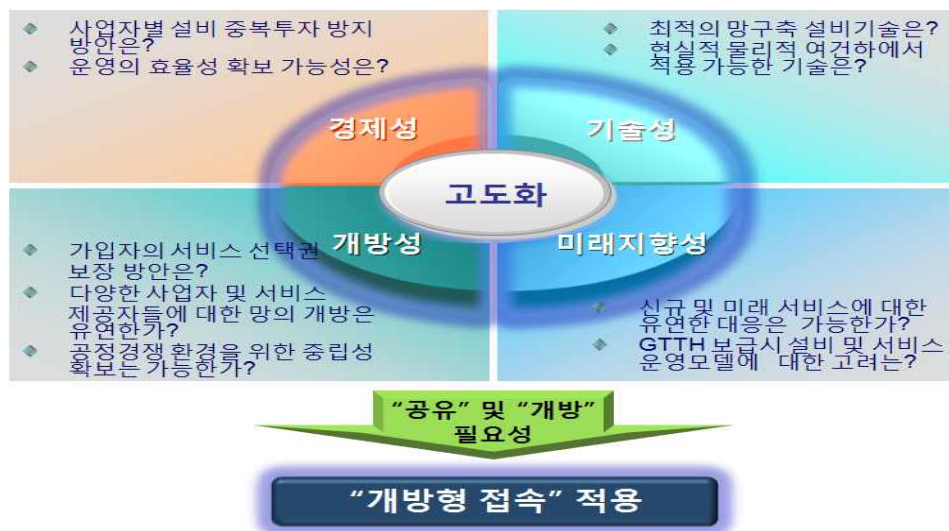 사업자별 설비 중복투자 방지
방안은?
운영의 효율성 확보 가능성은?
경제성
최적의 망구축 설비기술은?
현실적 물리적 여건하에서
적용 가능한 기술은?
기술성
고도화
개방성
가입자의 서비스 선택권
보장 방안은?
다양한 사업자 및 서비스
제공자들에 대한 망의 개방은
유연한가?
공정경쟁 환경을 위한 중립성
확보는 가능한가?
미래지향성
신규 및 미래 서비스에 대한
유연한 대응은 가능한가?
GTTH 보급시 설비 및 서비스
운영모델에 대한 고려는?
“공유” 및 “개방”
필요성
“개방형 접속” 적용